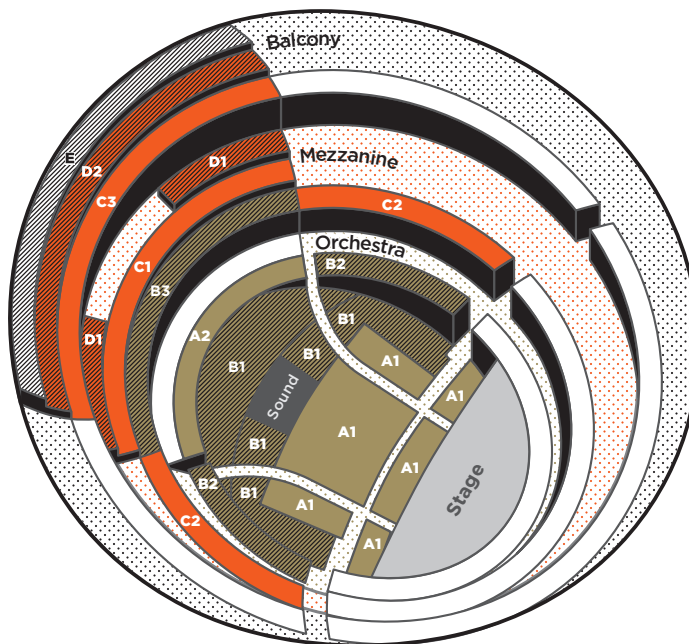 Balcony
E
D2
D1
Mezzanine
C3
C2
C1
Orchestra
B2
B3
A2
B1
B1
B1
A1
A1
Sound
A1
B1
A1
Stage
B2
B1
A1
C2
A1
D1